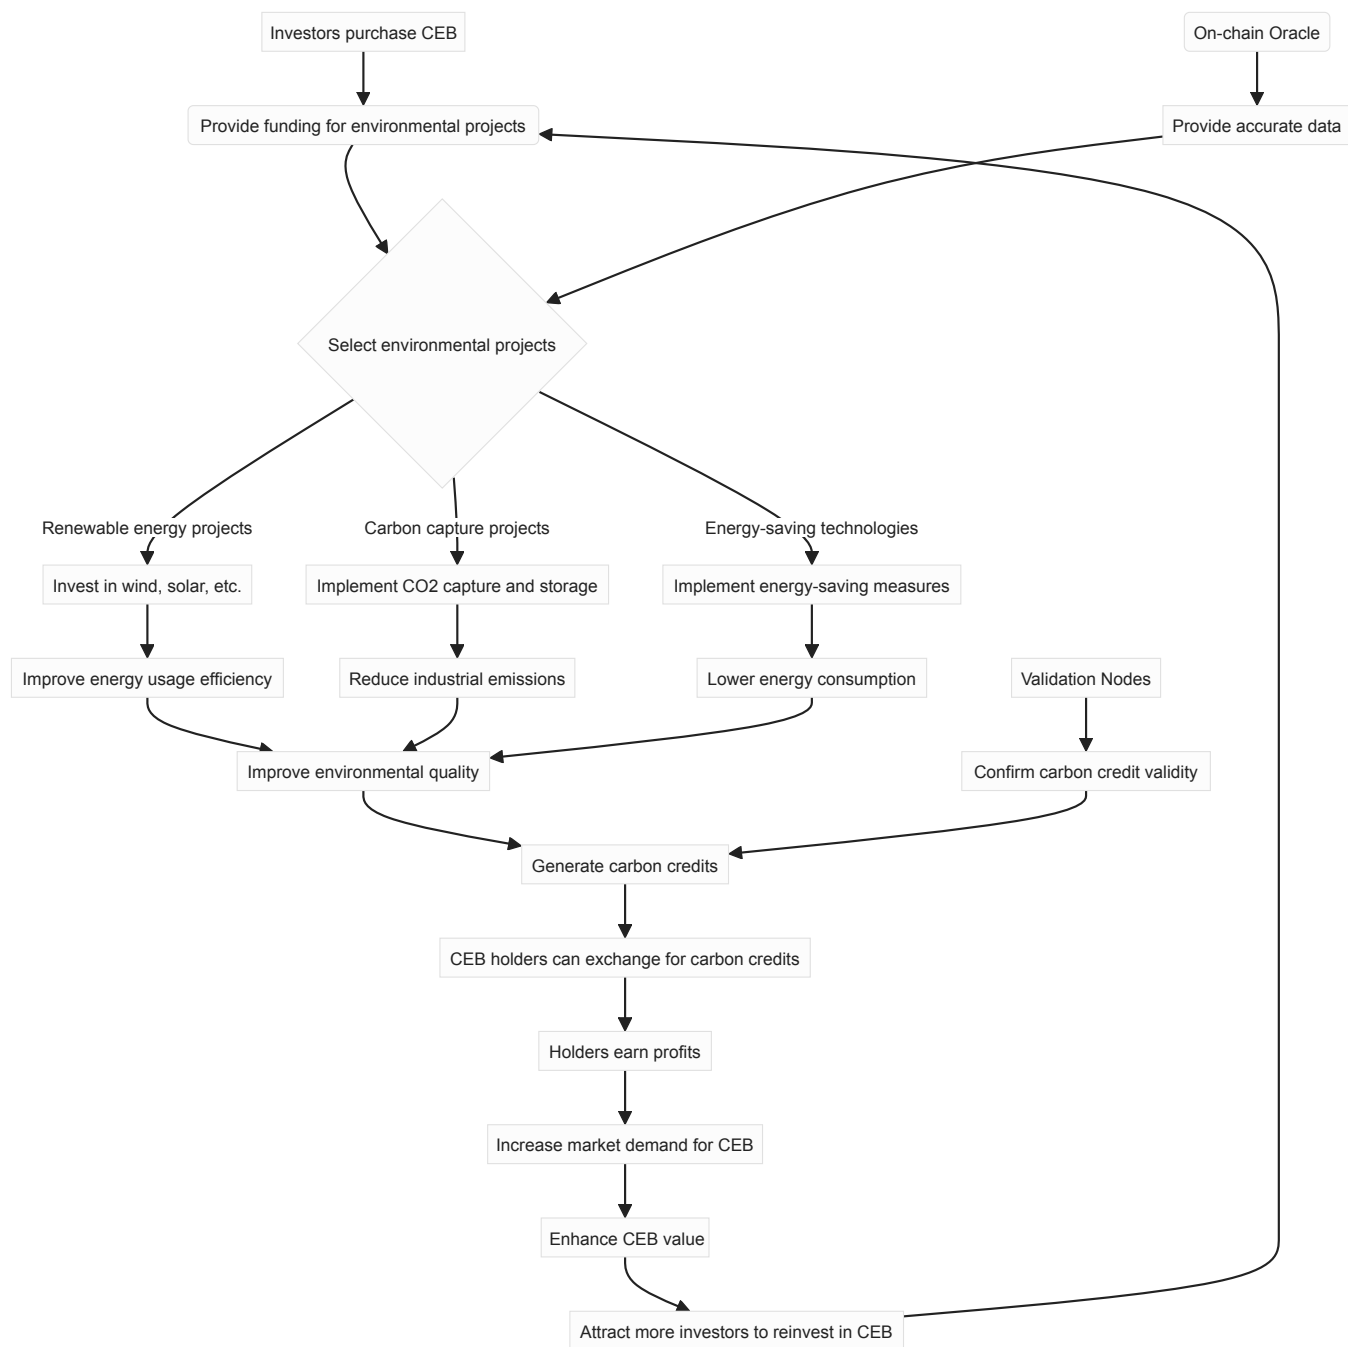 Investors purchase CEB
On-chain Oracle
Provide funding for environmental projects
Provide accurate data
Select environmental projects
Renewable energy projects
Carbon capture projects
Energy-saving technologies
Invest in wind, solar, etc.
Implement CO2 capture and storage
Implement energy-saving measures
Improve energy usage efficiency
Reduce industrial emissions
Lower energy consumption
Validation Nodes
Improve environmental quality
Confirm carbon credit validity
Generate carbon credits
CEB holders can exchange for carbon credits
Holders earn profits
Increase market demand for CEB
Enhance CEB value
Attract more investors to reinvest in CEB